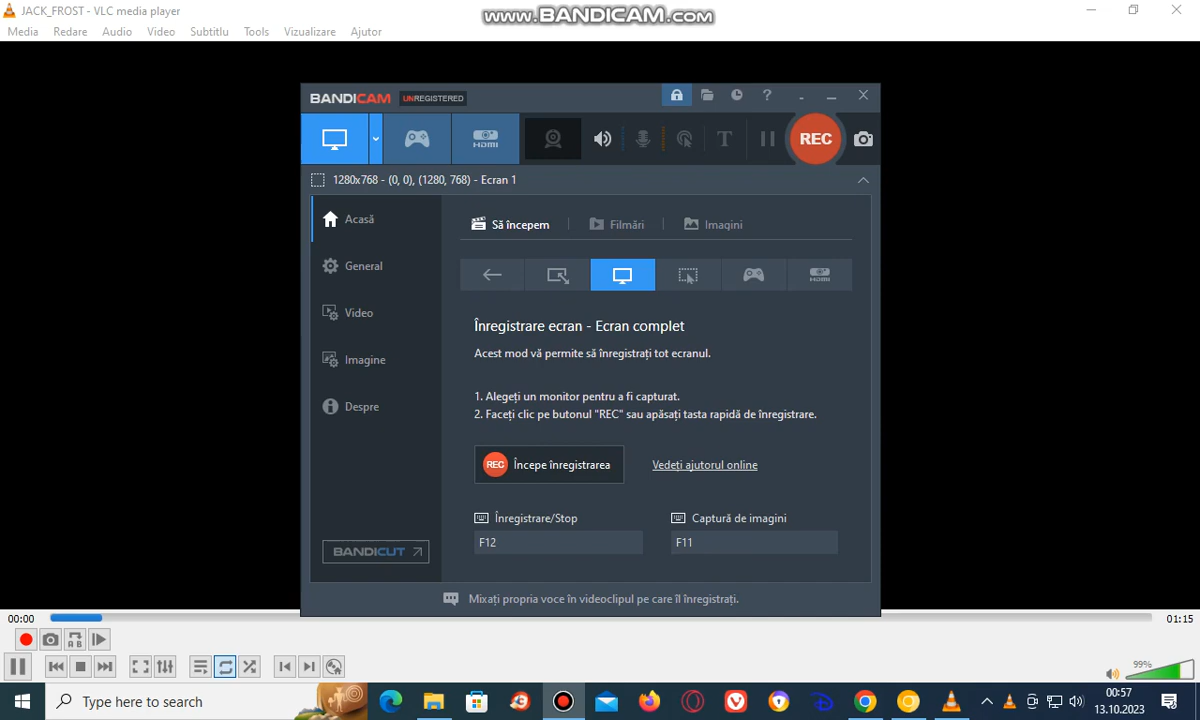 JACK_FROST - VLC media player
www.BANDICAM.com
Media Redare Audio Video Subtitlu Tools Vizualizare Ajutor
BANDICAM UNREGISTERED
HDMI
T
REC
1280x768 - (0, 0), (1280, 768) - Ecran 1
Acasă
General
Video
Imagine
Despre
BANDICUT
Să începem Filmări Imagini
HDMI
Înregistrare ecran - Ecran complet
Acest mod vă permite să înregistrați tot ecranul.
1. Alegeți un monitor pentru a fi capturat.
2. Faceți clic pe butonul "REC" sau apăsați tasta rapidă de înregistrare.
REC Începe înregistrarea Vedeți ajutorul online
Înregistrare/Stop Captură de imagini
F12 F11
Mixați propria voce în videoclipul pe care îl înregistrați.
00:00 01:15
A B
99%
Type here to search
00:57
13.10.2023